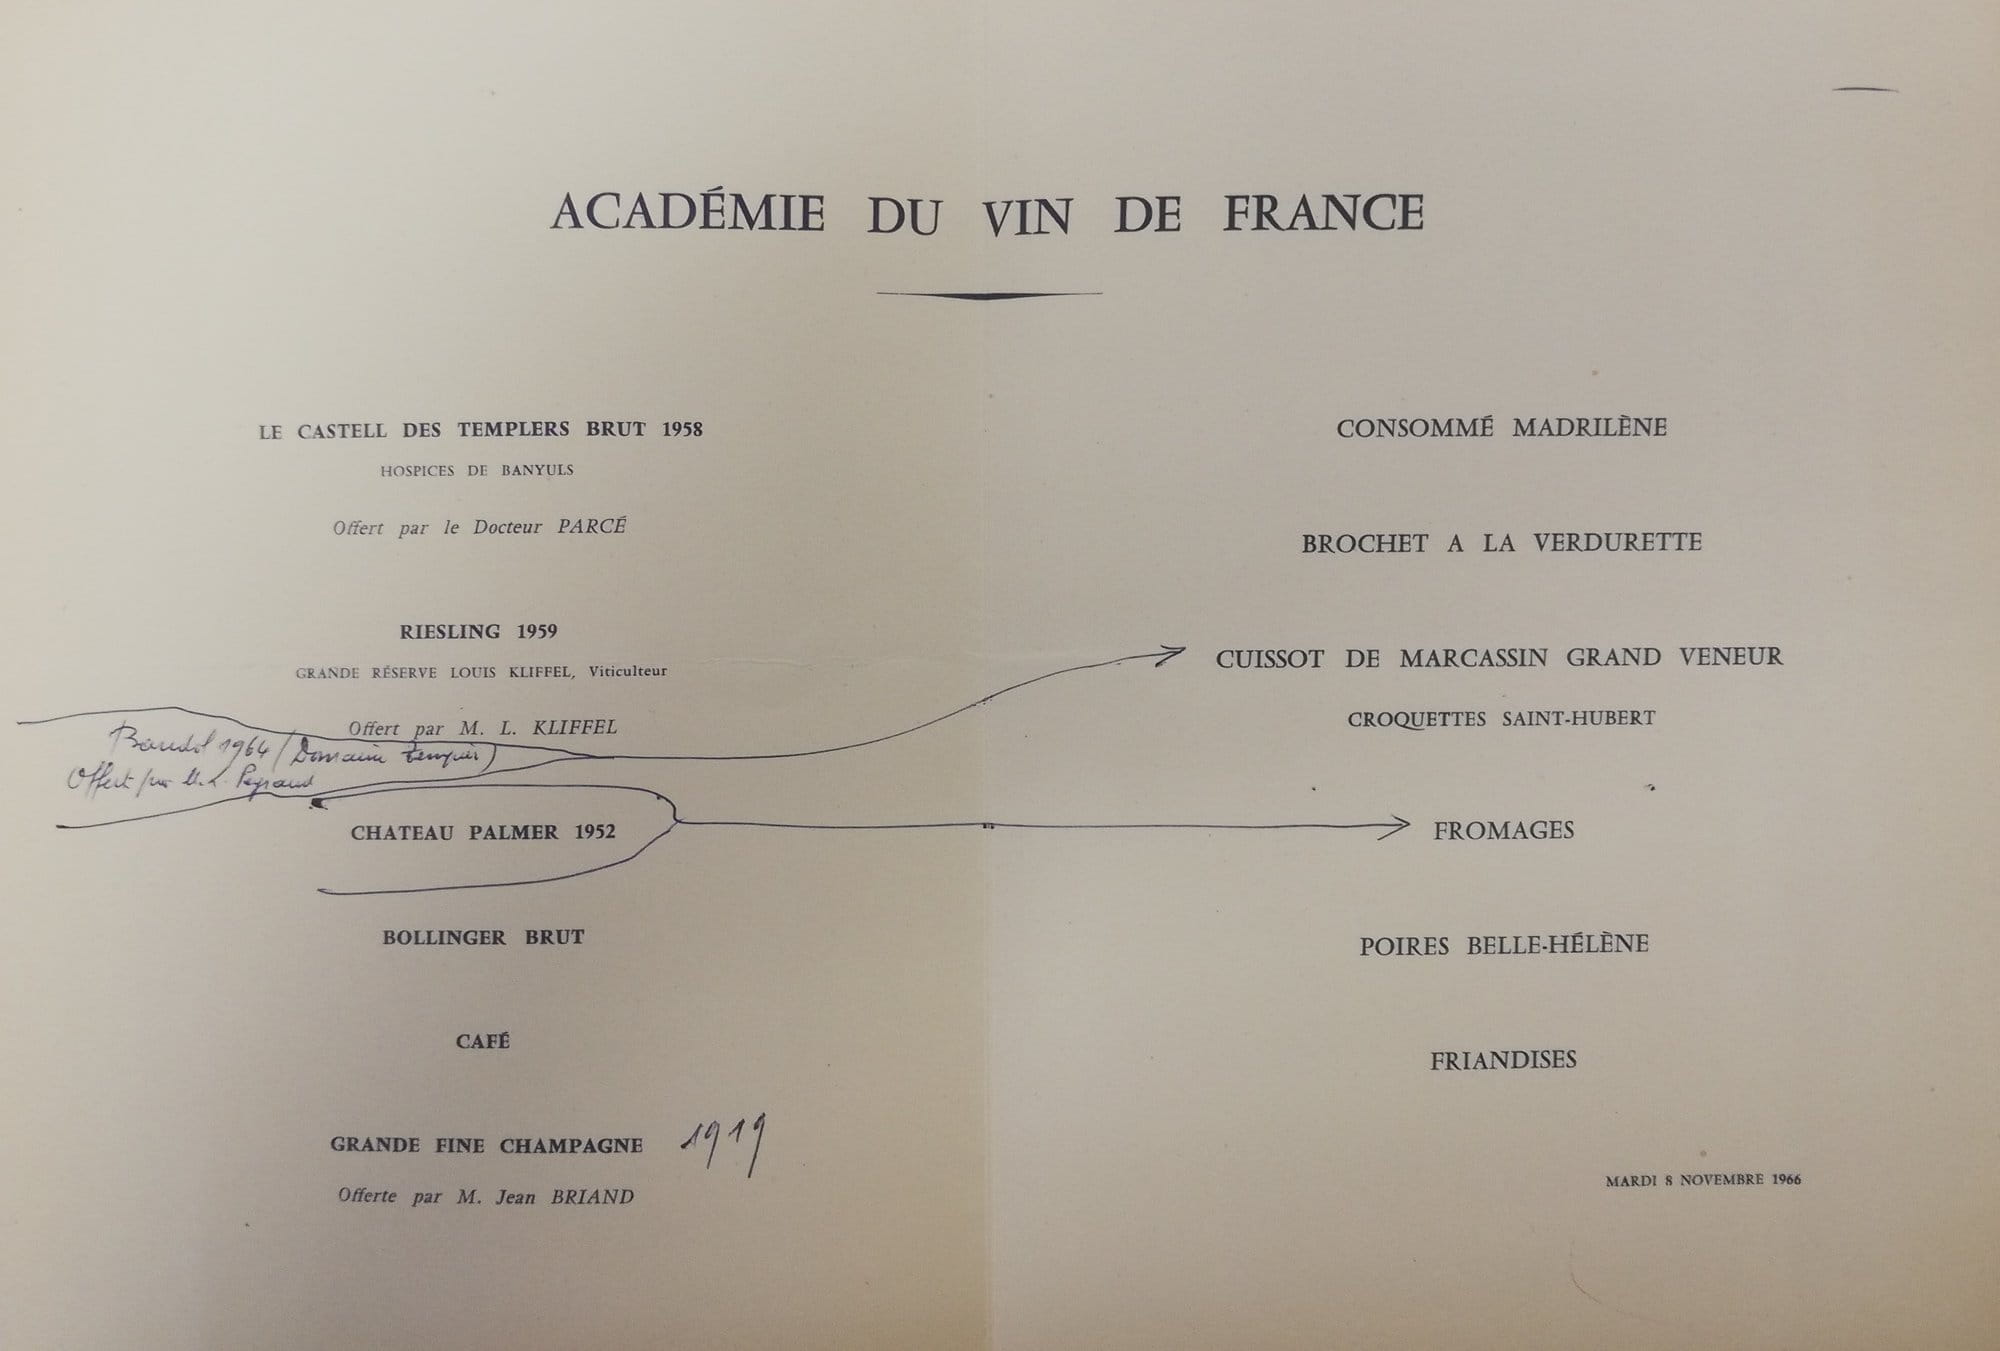 ACADÉMIE DU VIN DE FRANCE
LE CASTELL DES TEMPLERS BRUT 1958
HOSPICES DE BANYULS
Offert par le Docteur PARCÉ
RIESLING 1959
GRANDE RÉSERVE LOUIS KLIFFEL, Viticulteur
Offert par M. L. KLIFFEL
Bandol 1964 (Domaine Tempier)
Offert par M. L. Peyraud
CHATEAU PALMER 1952
BOLLINGER BRUT
CAFÉ
GRANDE FINE CHAMPAGNE 1919
Offerte par M. Jean BRIAND
CONSOMMÉ MADRILÈNE
BROCHET A LA VERDURETTE
CUISSOT DE MARCASSIN GRAND VENEUR
CROQUETTES SAINT-HUBERT
FROMAGES
POIRES BELLE-HÉLÈNE
FRIANDISES
MARDI 8 NOVEMBRE 1966